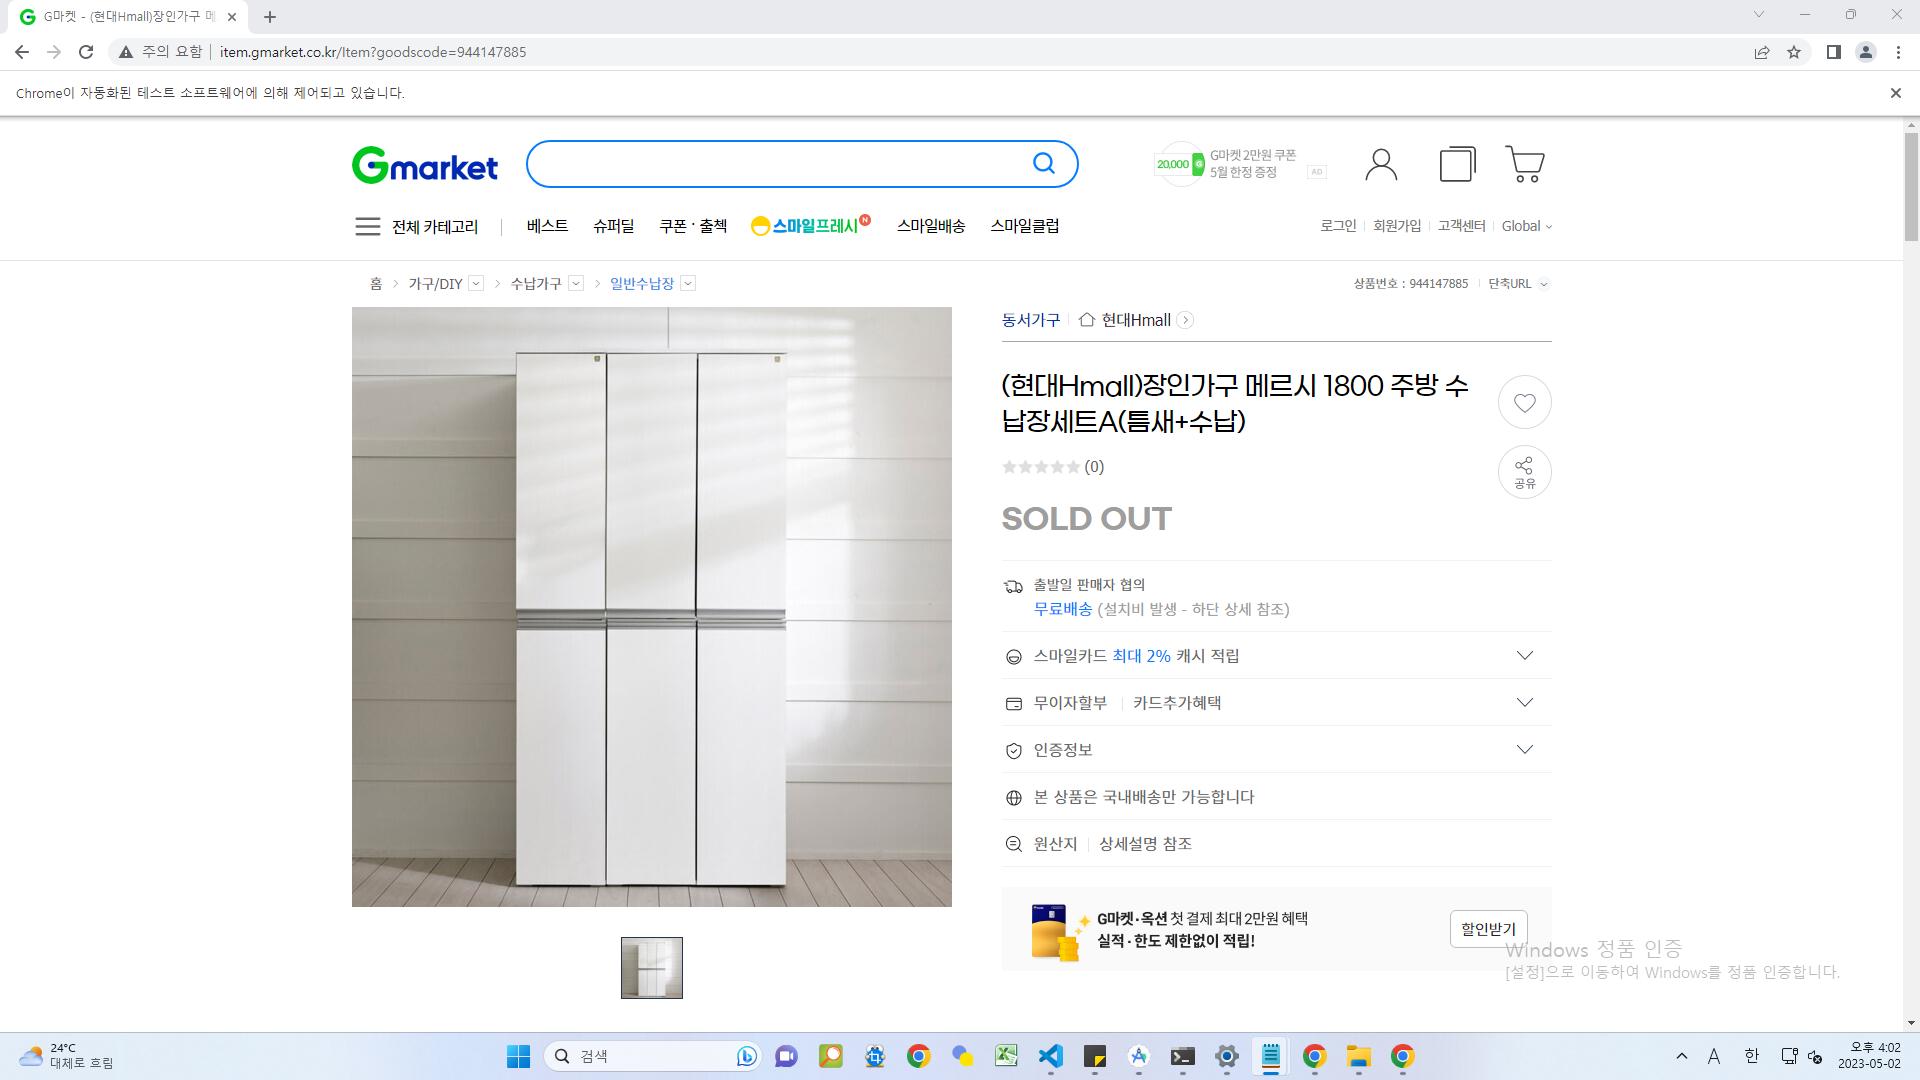 G마켓 - (현대Hmall)장인가구 메
주의 요함 item.gmarket.co.kr/Item?goodscode=944147885
Chrome이 자동화된 테스트 소프트웨어에 의해 제어되고 있습니다.
Gmarket
20,000 G마켓 2만원 쿠폰
5월 한정 증정 AD
전체 카테고리 베스트 슈퍼딜 쿠폰·출첵 스마일프레시 N 스마일배송 스마일클럽
로그인 회원가입 고객센터 Global
홈 가구/DIY 수납가구 일반수납장
상품번호 : 944147885 단축URL
동서가구 현대Hmall
(현대Hmall)장인가구 메르시 1800 주방 수
납장세트A(틈새+수납)
(0)
공유
SOLD OUT
출발일 판매자 협의
무료배송 (설치비 발생 - 하단 상세 참조)
스마일카드 최대 2% 캐시 적립
무이자할부 카드추가혜택
인증정보
본 상품은 국내배송만 가능합니다
원산지 상세설명 참조
G마켓·옥션 첫 결제 최대 2만원 혜택
실적·한도 제한없이 적립!
할인받기
Windows 정품 인증
[설정]으로 이동하여 Windows를 정품 인증합니다.
24°C
대체로 흐림
검색
A 한
오후 4:02
2023-05-02